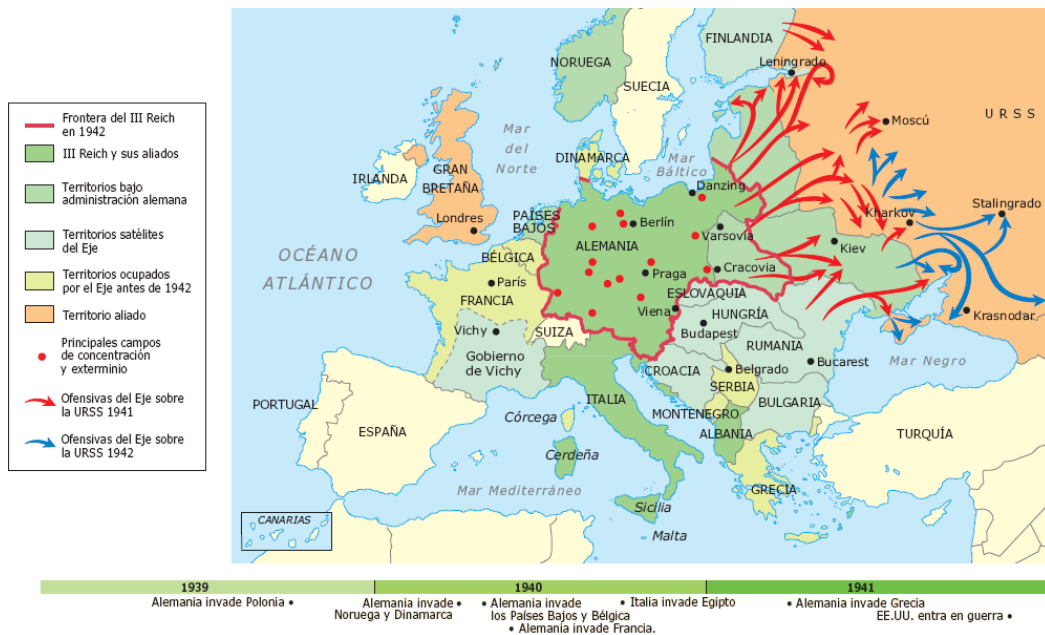 Frontera del III Reich
en 1942
III Reich y sus aliados
Territorios bajo
administración alemana
Territorios satélites
del Eje
Territorios ocupados
por el Eje antes de 1942
Territorio aliado
Principales campos
de concentración
y exterminio
Ofensivas del Eje sobre
la URSS 1941
Ofensivas del Eje sobre
la URSS 1942
FINLANDIA
NORUEGA
Leningrado
SUECIA
Moscú
URSS
Mar
del
Norte
IRLANDA
GRAN
BRETAÑA
DINAMARCA
Mar
Báltico
Danzing
Londres
PAÍSES
BAJOS
Berlín
Varsovia
Kharkov
Stalingrado
Kiev
OCÉANO
ATLÁNTICO
ALEMANIA
BÉLGICA
París
Praga
Cracovia
FRANCIA
ESLOVAQUIA
Viena
HUNGRÍA
Budapest
Krasnodar
Vichy
SUIZA
Gobierno
de Vichy
RUMANIA
Bucarest
Mar Negro
CROACIA
Belgrado
SERBIA
ITALIA
BULGARIA
PORTUGAL
ESPAÑA
Córcega
MONTENEGRO
ALBANIA
TURQUÍA
Cerdeña
Mar Mediterráneo
GRECIA
Sicilia
Malta
CANARIAS
1939
1940
1941
Alemania invade Polonia
Alemania invade
Noruega y Dinamarca
Alemania invade
los Países Bajos y Bélgica
Alemania invade Francia.
Italia invade Egipto
Alemania invade Grecia
EE.UU. entra en guerra